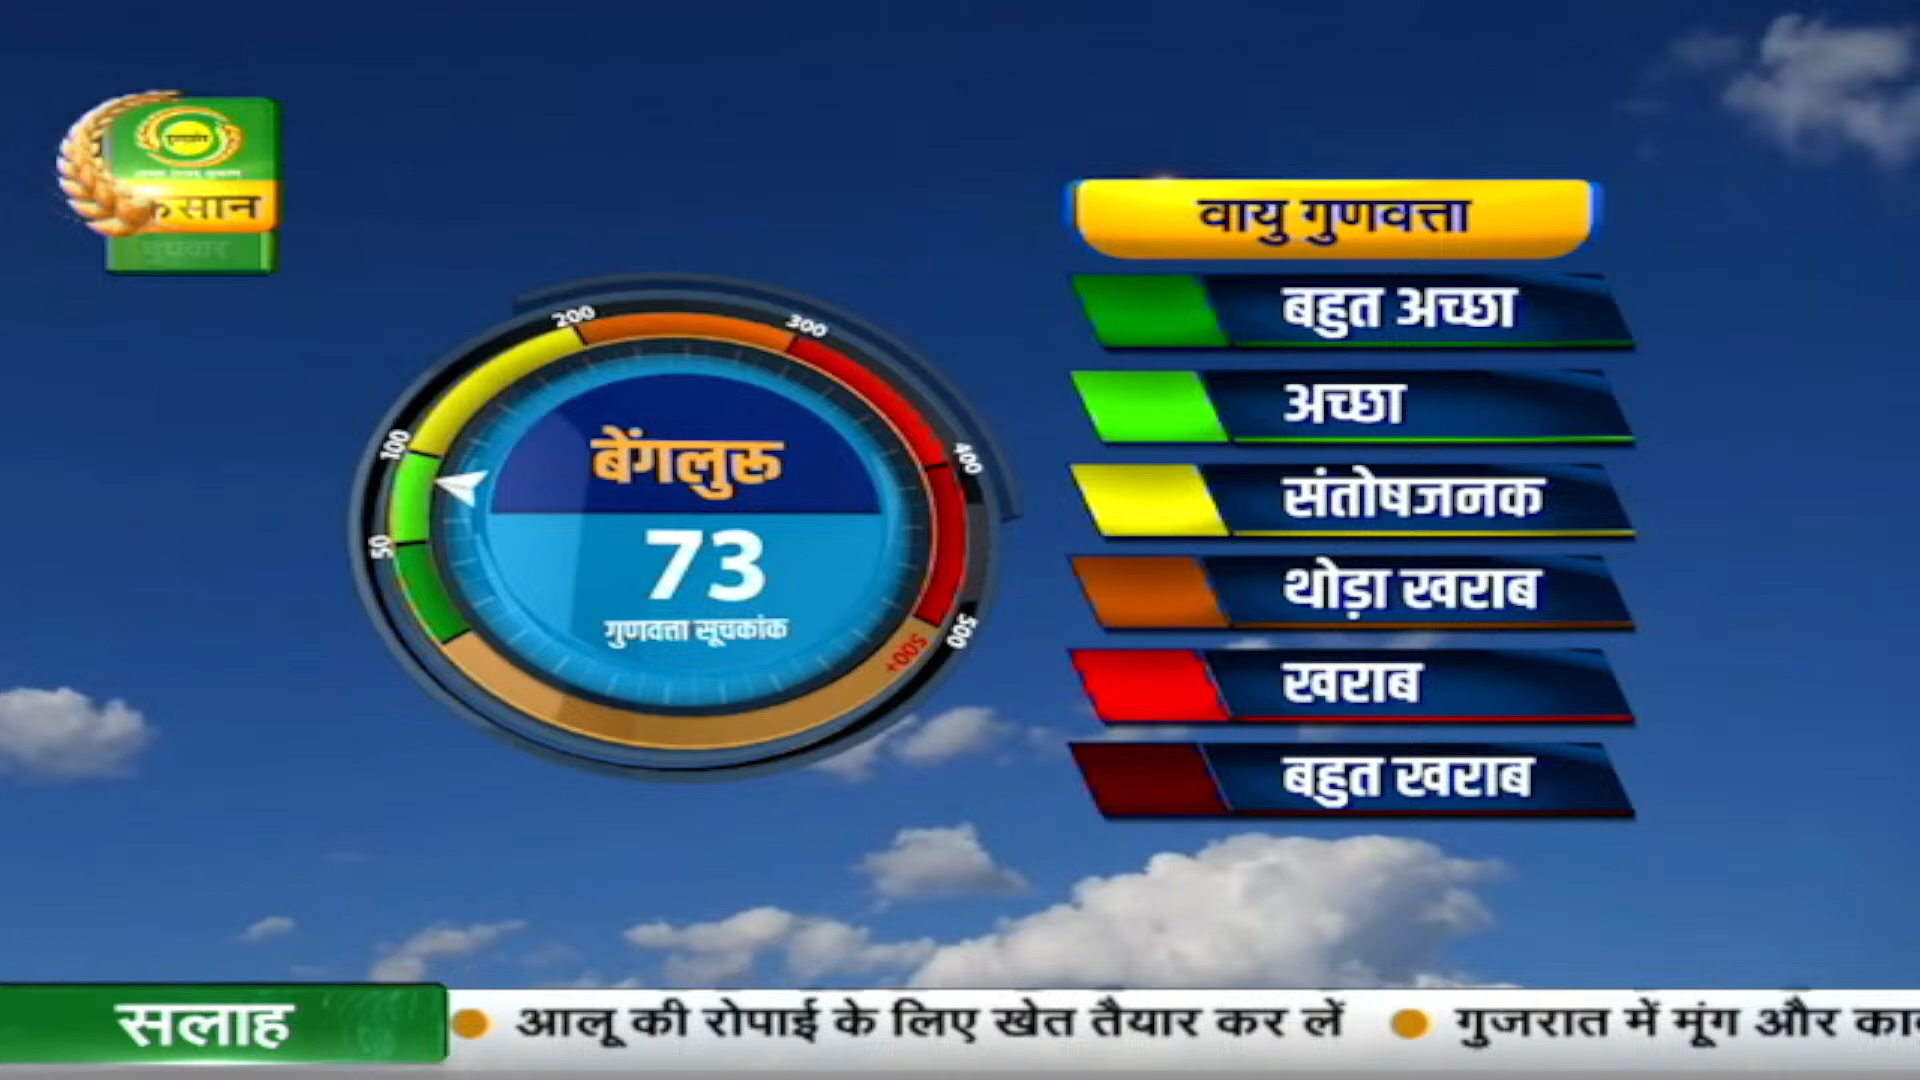 किसान
वायु गुणवत्ता
बहुत अच्छा
अच्छा
संतोषजनक
थोड़ा खराब
खराब
बहुत खराब
50
100
200
300
400
500
500+
बेंगलुरू
73
गुणवत्ता सूचकांक
सलाह
आलू की रोपाई के लिए खेत तैयार कर लें
गुजरात में मूंग और